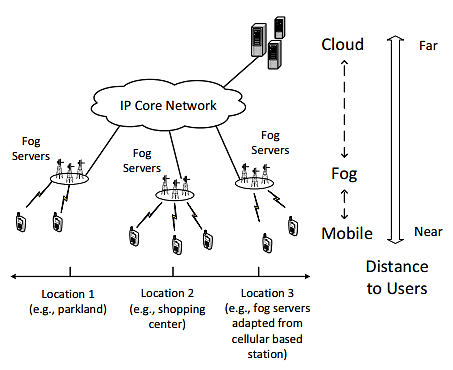 Cloud
Far
IP Core Network
Fog
Servers
Fog
Servers
Fog
Servers
Fog
Mobile
Near
Distance
to Users
Location 1
(e.g., parkland)
Location 2
(e.g., shopping
center)
Location 3
(e.g., fog servers
adapted from
cellular based
station)